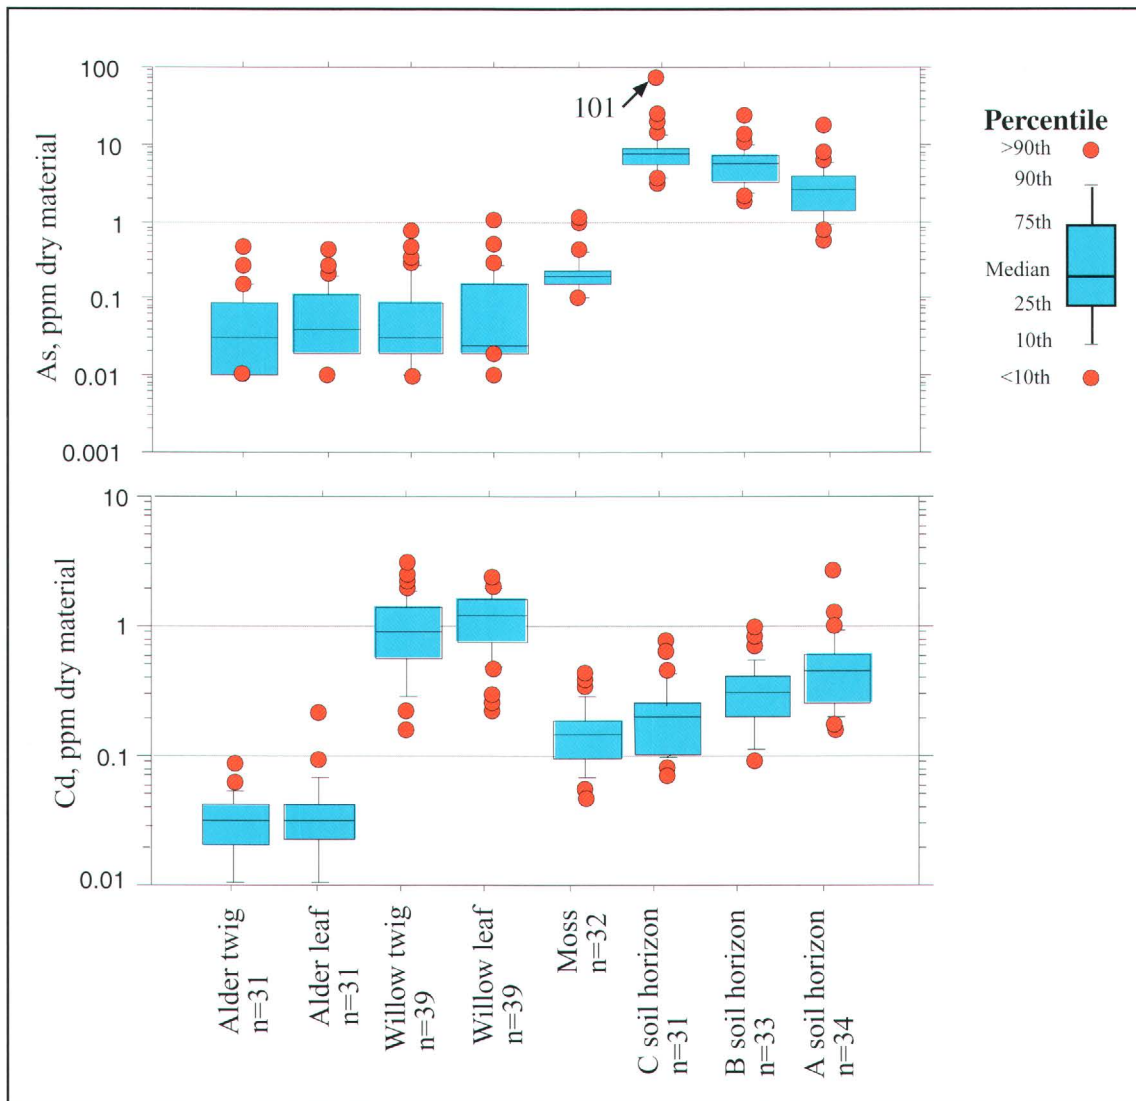 100
10
1
0.1
0.01
0.001
As, ppm dry material
101
Percentile
>90th
90th
75th
Median
25th
10th
<10th
10
1
0.1
0.01
Cd, ppm dry material
Alder twig
n=31
Alder leaf
n=31
Willow twig
n=39
Willow leaf
n=39
Moss
n=32
C soil horizon
n=31
B soil horizon
n=33
A soil horizon
n=34